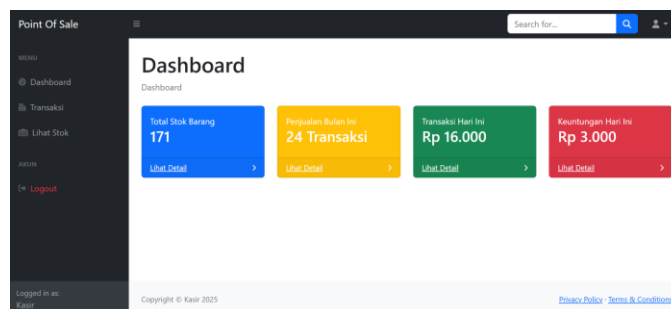 Point Of Sale
Search for...
MENU
Dashboard
Transaksi
Lihat Stok
AKUN
Logout
Logged in as:
Kasir
Dashboard
Dashboard
Total Stok Barang
171
Lihat Detail
Penjualan Bulan Ini
24 Transaksi
Lihat Detail
Transaksi Hari Ini
Rp 16.000
Lihat Detail
Keuntungan Hari Ini
Rp 3.000
Lihat Detail
Copyright © Kasir 2025
Privacy Policy · Terms & Conditions